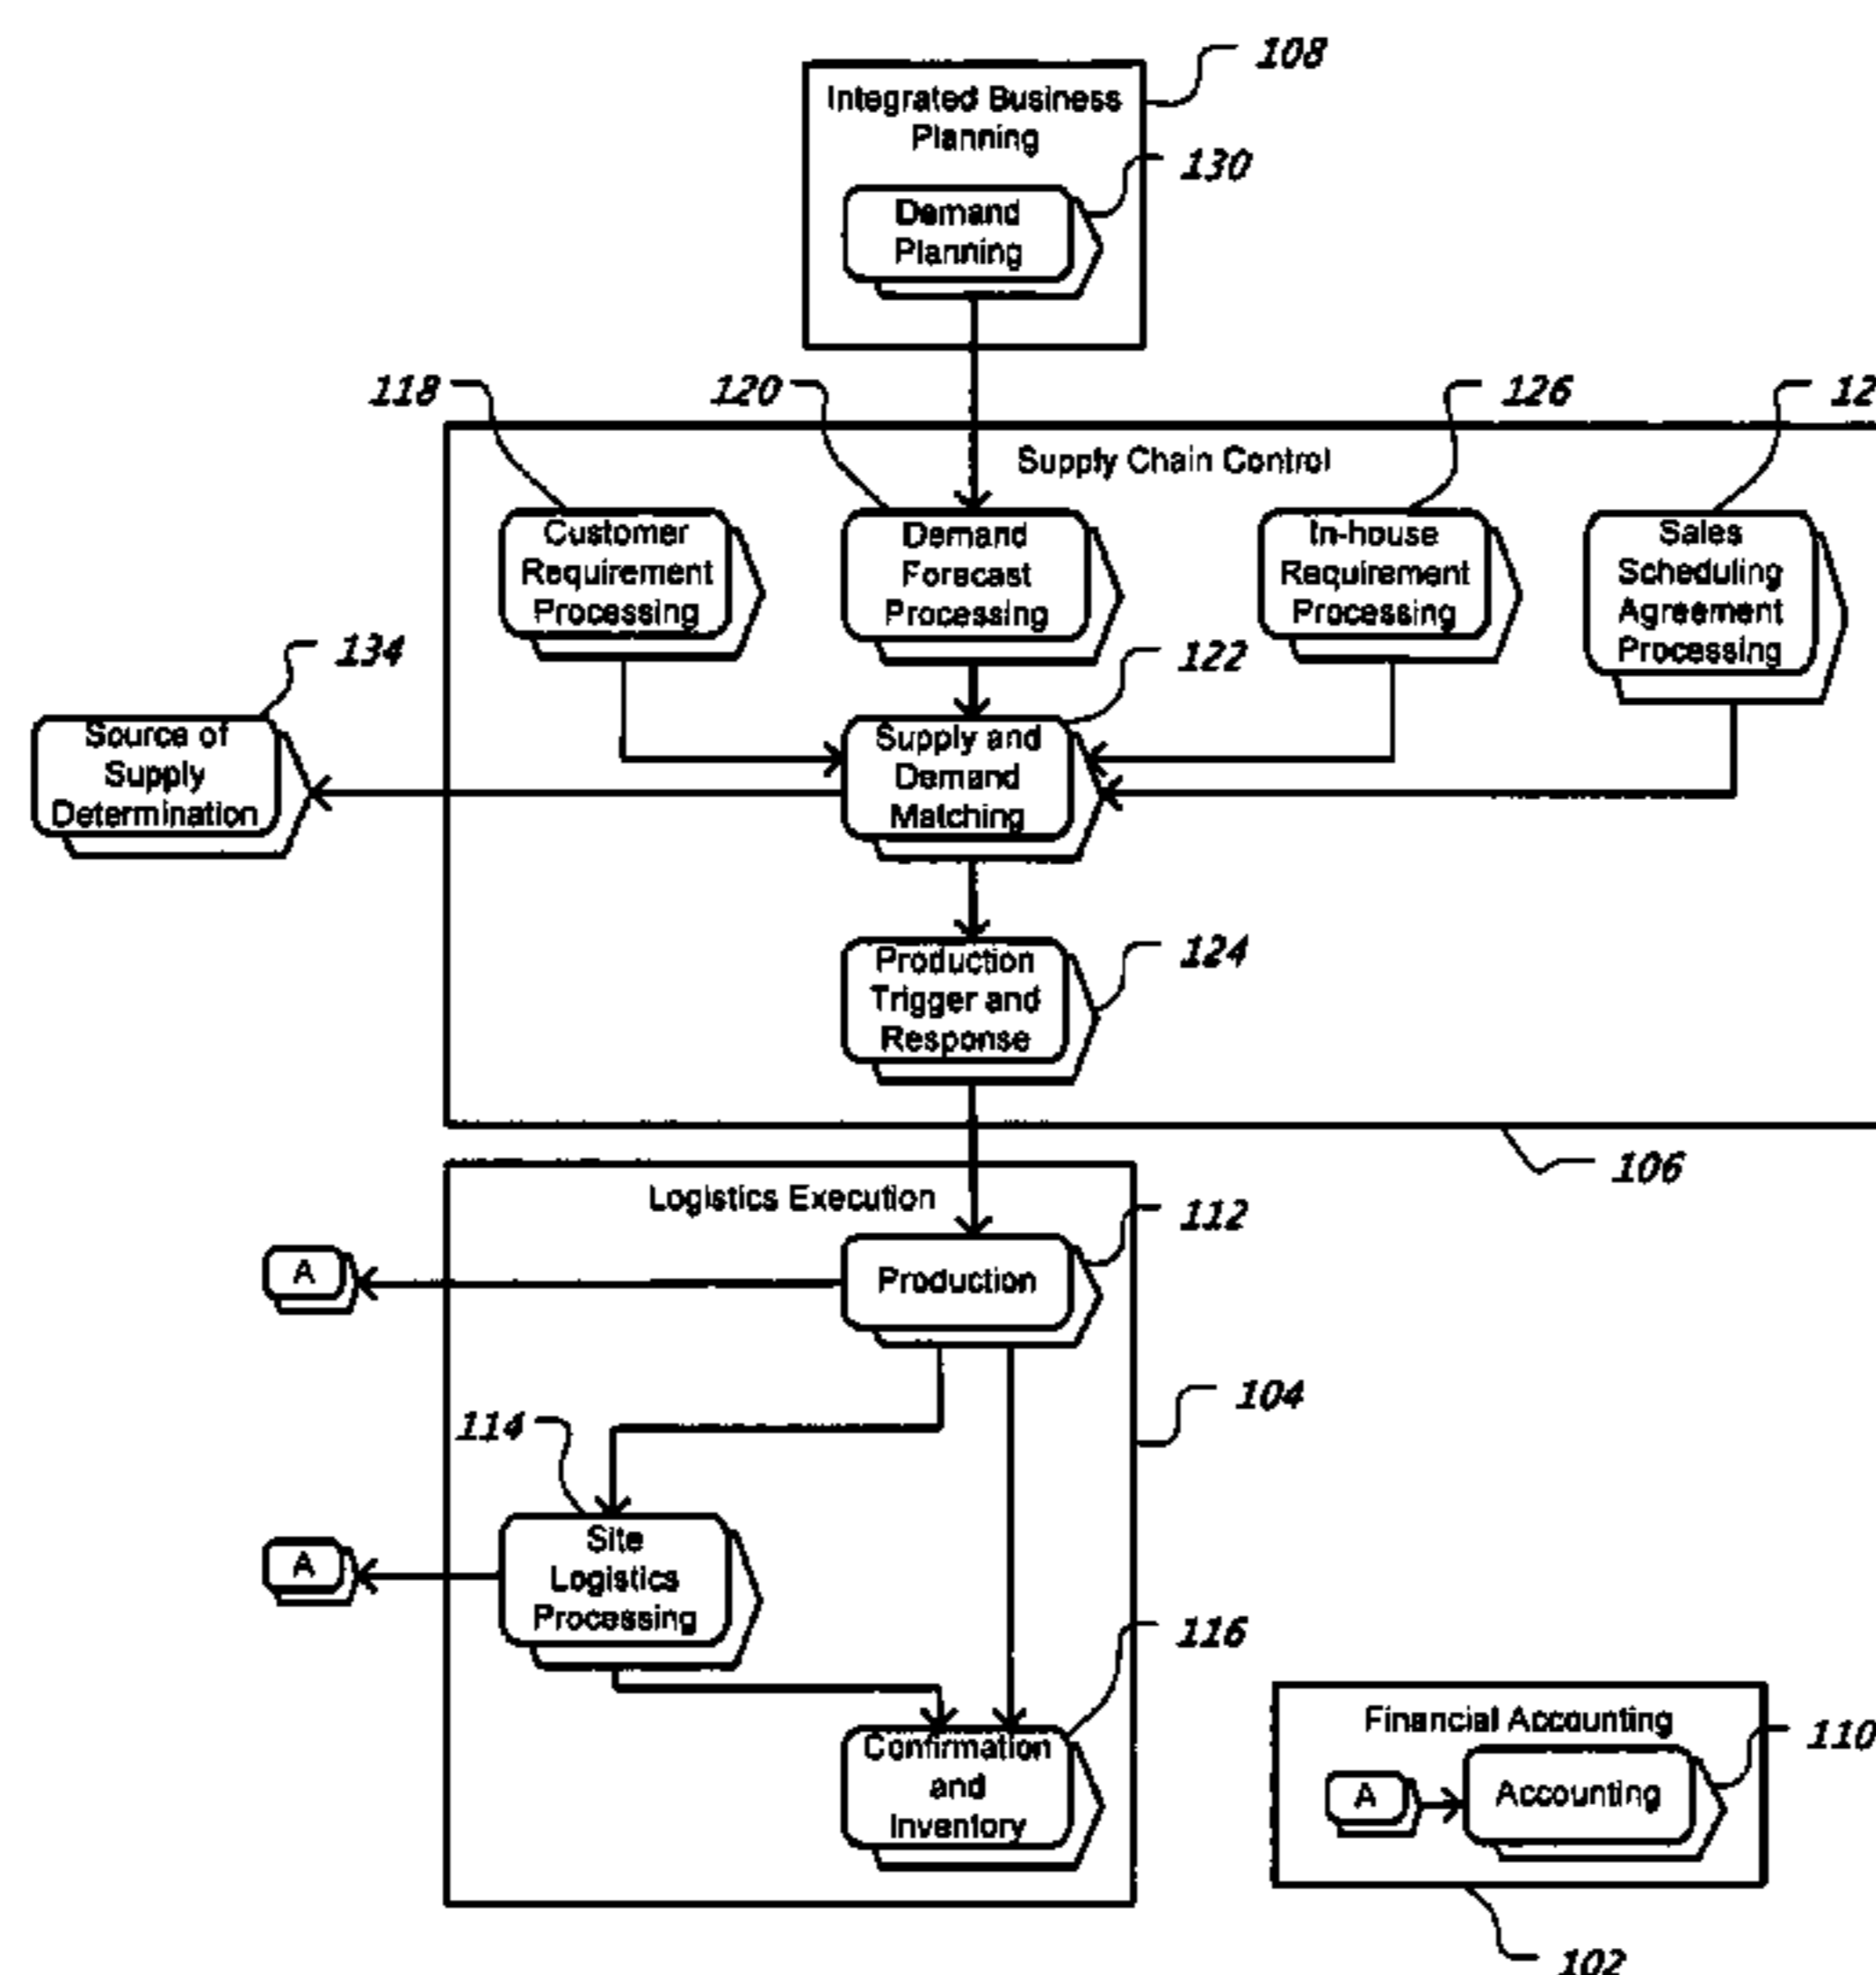 108
Integrated Business
Planning
130
Demand
Planning
118
120
126
12
Supply Chain Control
Customer
Requirement
Processing
Demand
Forecast
Processing
In-house
Requirement
Processing
Sales
Scheduling
Agreement
Processing
134
122
Source of
Supply
Determination
Supply and
Demand
Matching
124
Production
Trigger and
Response
106
Logistics Execution
112
A
Production
104
114
A
Site
Logistics
Processing
116
Confirmation
and
Inventory
Financial Accounting
110
A
Accounting
102